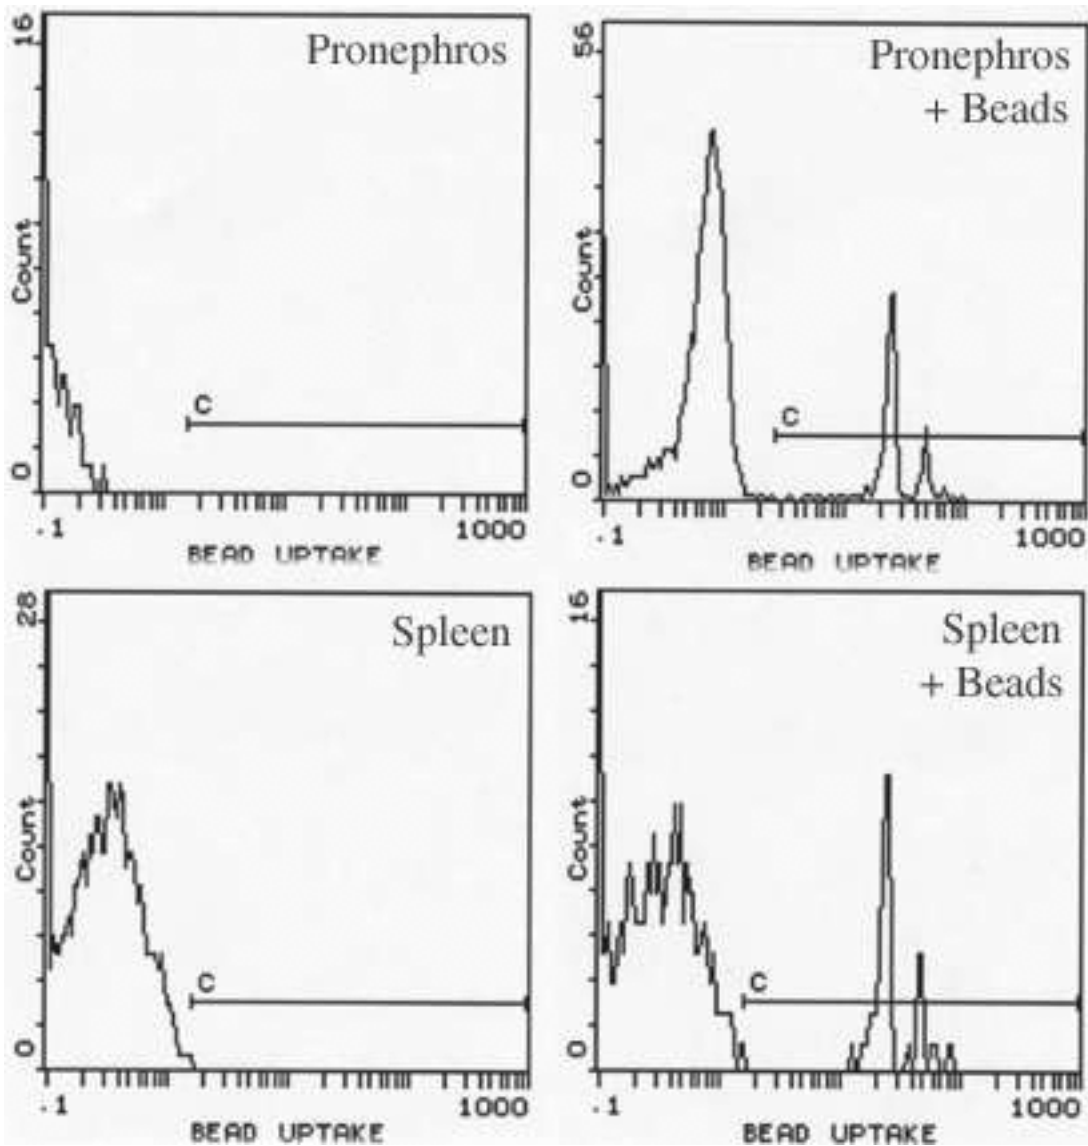 16
Pronephros
Count
0
C
.1
1000
BEAD UPTAKE
56
Pronephros
+ Beads
Count
0
C
.1
1000
BEAD UPTAKE
28
Spleen
Count
0
C
.1
1000
BEAD UPTAKE
16
Spleen
+ Beads
Count
0
C
.1
1000
BEAD UPTAKE